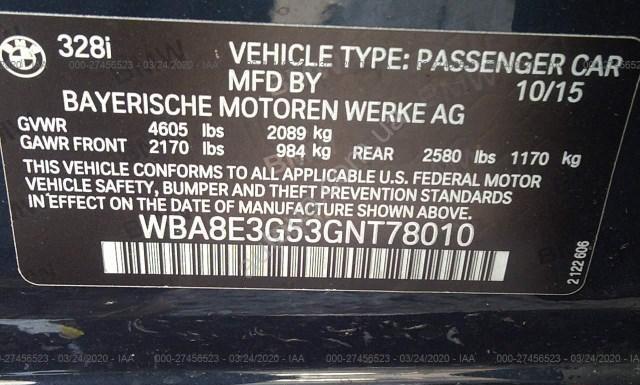 328i VEHICLE TYPE: PASSENGER CAR
MFD BY 10/15
BAYERISCHE MOTOREN WERKE AG
GVWR 4605 lbs 2089 kg
GAWR FRONT 2170 lbs 984 kg REAR 2580 lbs 1170 kg
THIS VEHICLE CONFORMS TO ALL APPLICABLE U.S. FEDERAL MOTOR
VEHICLE SAFETY, BUMPER AND THEFT PREVENTION STANDARDS
IN EFFECT ON THE DATE OF MANUFACTURE SHOWN ABOVE.
WBA8E3G53GNT78010
2 122 606
000-27456523 - 03/24/2020 - IAA